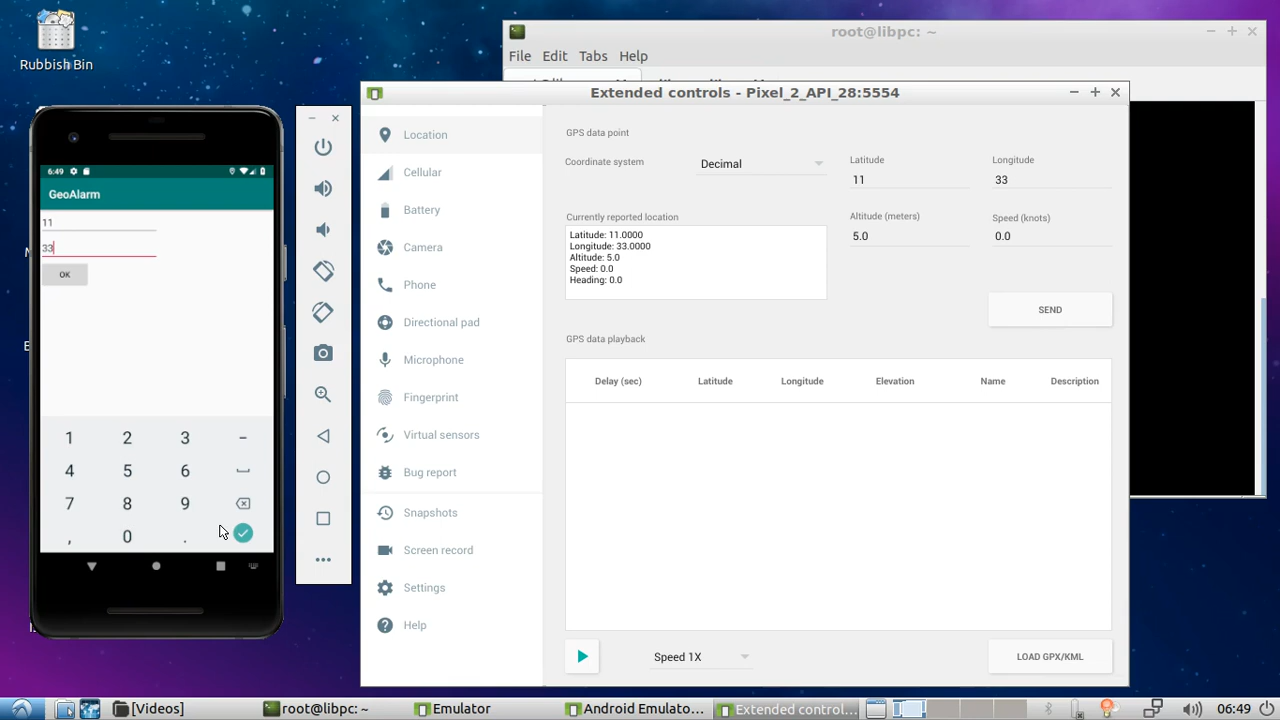 Rubbish Bin
root@libpc: ~
File Edit Tabs Help
Extended controls - Pixel_2_API_28:5554
6:49
GeoAlarm
11
33
OK
1 2 3 -
4 5 6
7 8 9
, 0 .
Location
Cellular
Battery
Camera
Phone
Directional pad
Microphone
Fingerprint
Virtual sensors
Bug report
Snapshots
Screen record
Settings
Help
GPS data point
Coordinate system
Decimal
Latitude
11
Longitude
33
Currently reported location
Latitude: 11.0000
Longitude: 33.0000
Altitude: 5.0
Speed: 0.0
Heading: 0.0
Altitude (meters)
5.0
Speed (knots)
0.0
SEND
GPS data playback
Delay (sec) Latitude Longitude Elevation Name Description
Speed 1X
LOAD GPX/KML
[Videos]
root@libpc: ~
Emulator
Android Emulato...
Extended control...
06:49